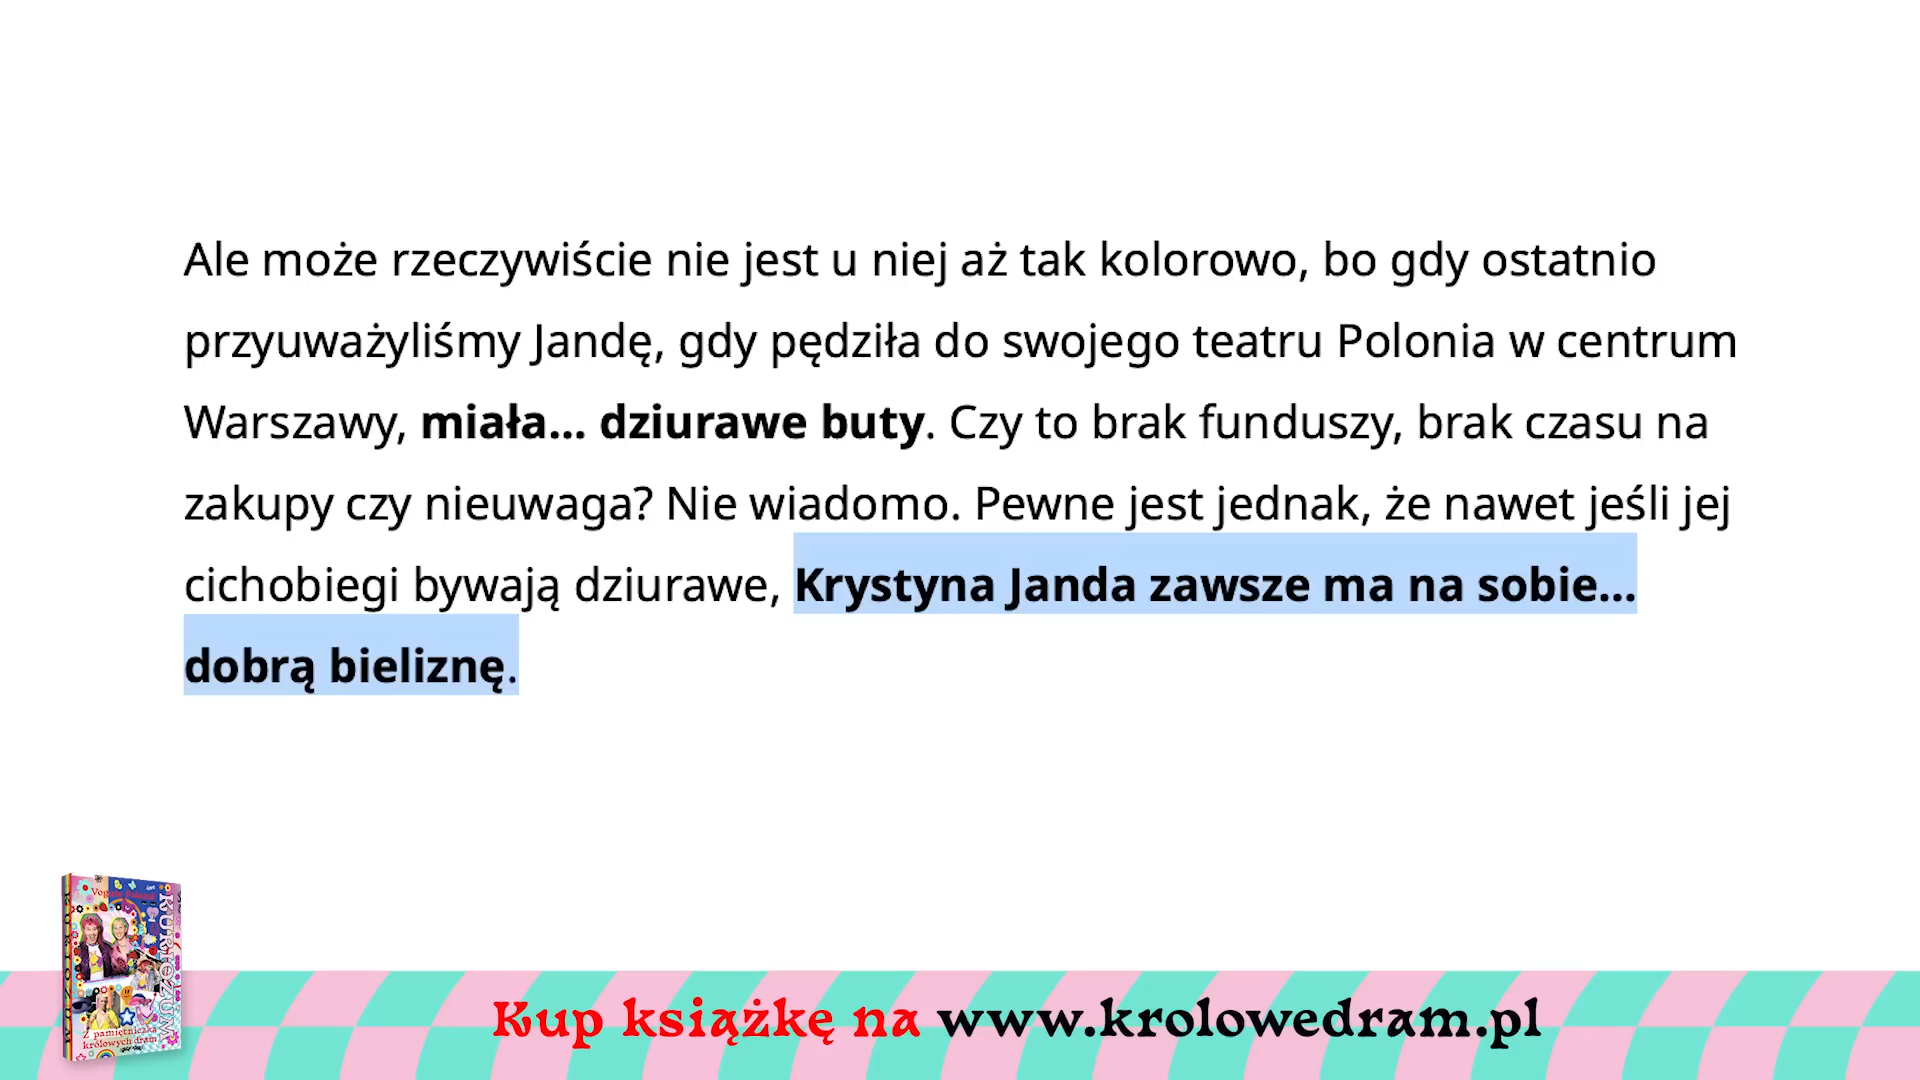 Ale może rzeczywiście nie jest u niej aż tak kolorowo, bo gdy ostatnio
przyuważyliśmy Jandę, gdy pędziła do swojego teatru Polonia w centrum
Warszawy, miała... dziurawe buty. Czy to brak funduszy, brak czasu na
zakupy czy nieuwaga? Nie wiadomo. Pewne jest jednak, że nawet jeśli jej
cichobiegi bywają dziurawe, Krystyna Janda zawsze ma na sobie...
dobrą bieliznę.
Z pamiętniczka
królowych dram
Kup książkę na www.krolowedram.pl